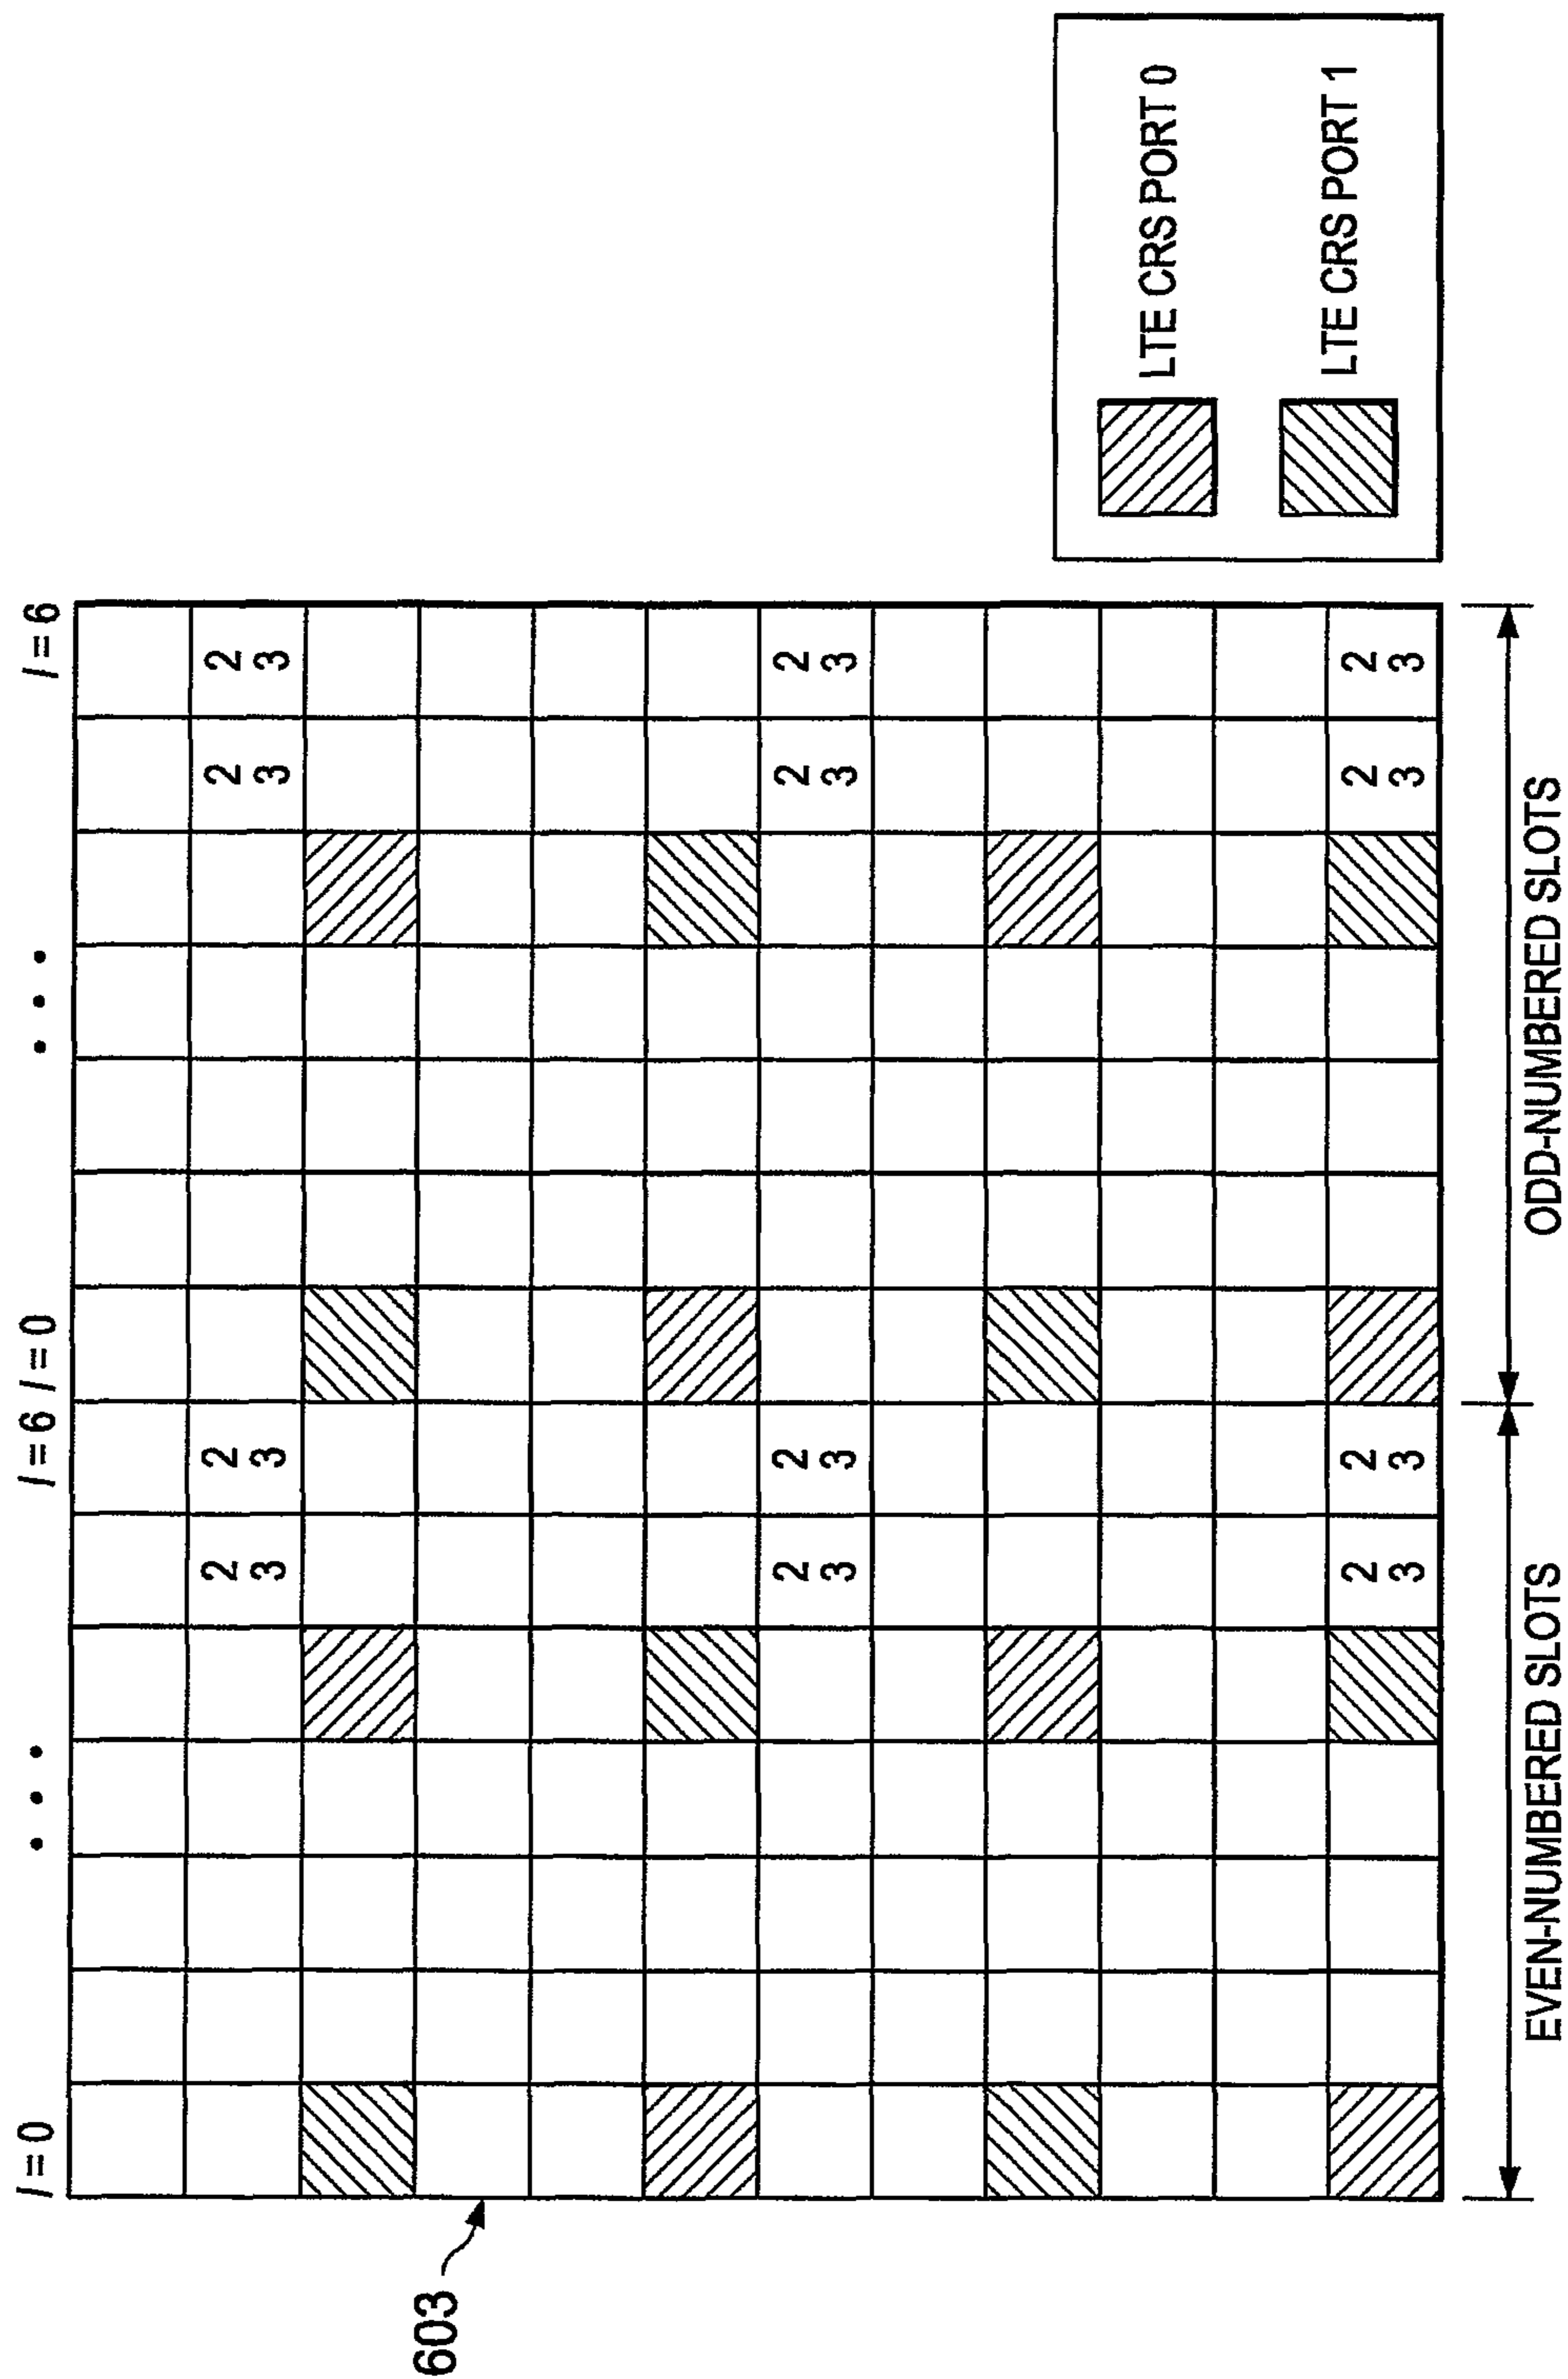 l = 0 • • • l = 6 l = 0 • • • l = 6
2 2 2 2
3 3 3 3
603
2 2 2 2
3 3 3 3
2 2 2 2
3 3 3 3
EVEN-NUMBERED SLOTS
ODD-NUMBERED SLOTS
LTE CRS PORT 0
LTE CRS PORT 1